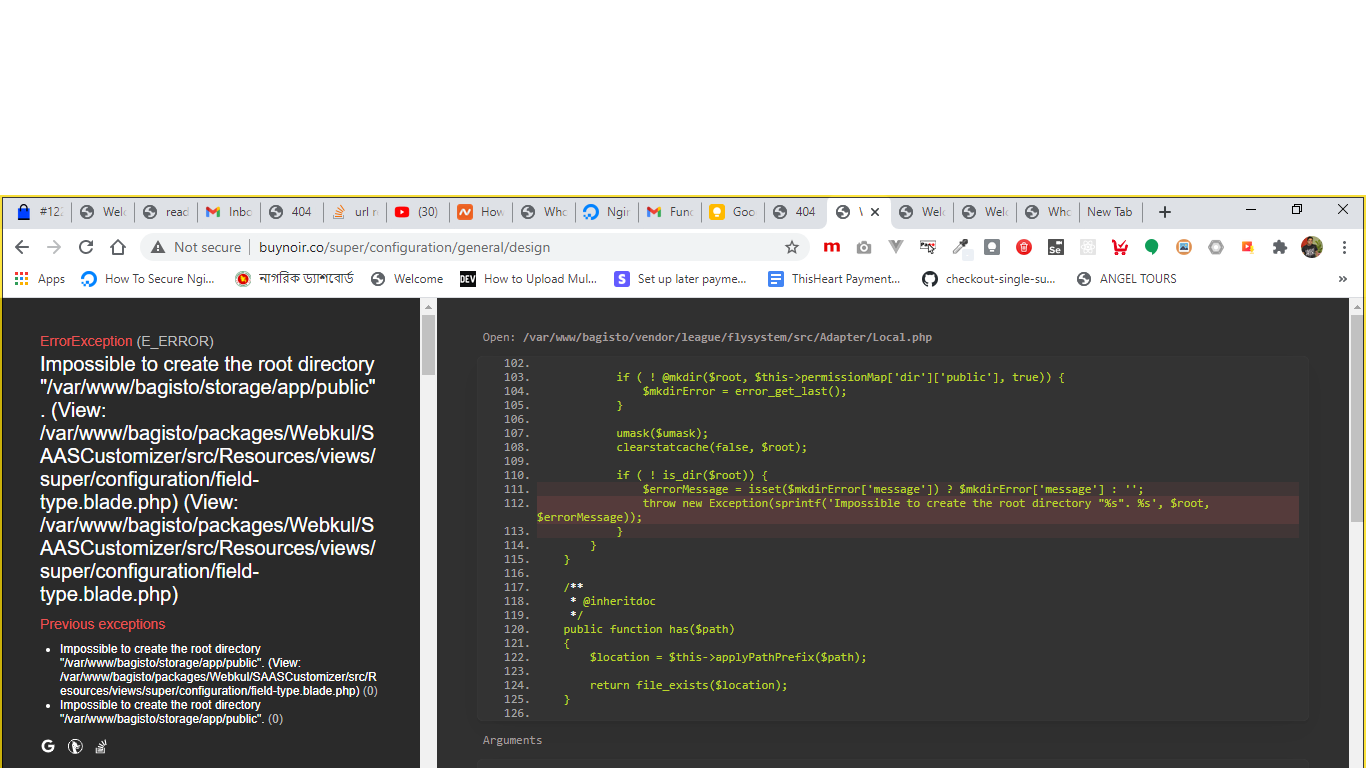 #12 Wel read Inbo 404 url r (30) How Who Ngir Func Goo 404 \ Wel Wel Who New Tab
Not secure buynoir.co/super/configuration/general/design
Apps How To Secure Ngi... নাগরিক ড্যাশবোর্ড Welcome DEV How to Upload Mul... S Set up later payme... ThisHeart Payment... checkout-single-su... ANGEL TOURS »
ErrorException (E_ERROR)
Impossible to create the root directory
"/var/www/bagisto/storage/app/public"
. (View:
/var/www/bagisto/packages/Webkul/S
AASCustomizer/src/Resources/views/
super/configuration/field-
type.blade.php) (View:
/var/www/bagisto/packages/Webkul/S
AASCustomizer/src/Resources/views/
super/configuration/field-
type.blade.php)
Previous exceptions
• Impossible to create the root directory
"/var/www/bagisto/storage/app/public". (View:
/var/www/bagisto/packages/Webkul/SAASCustomizer/src/R
esources/views/super/configuration/field-type.blade.php) (0)
• Impossible to create the root directory
"/var/www/bagisto/storage/app/public". (0)
Open: /var/www/bagisto/vendor/league/flysystem/src/Adapter/Local.php
102.
103. if ( ! @mkdir($root, $this->permissionMap['dir']['public'], true)) {
104. $mkdirError = error_get_last();
105. }
106.
107. umask($umask);
108. clearstatcache(false, $root);
109.
110. if ( ! is_dir($root)) {
111. $errorMessage = isset($mkdirError['message']) ? $mkdirError['message'] : '';
112. throw new Exception(sprintf('Impossible to create the root directory "%s". %s', $root,
$errorMessage));
113. }
114. }
115. }
116.
117. /**
118. * @inheritdoc
119. */
120. public function has($path)
121. {
122. $location = $this->applyPathPrefix($path);
123.
124. return file_exists($location);
125. }
126.
Arguments